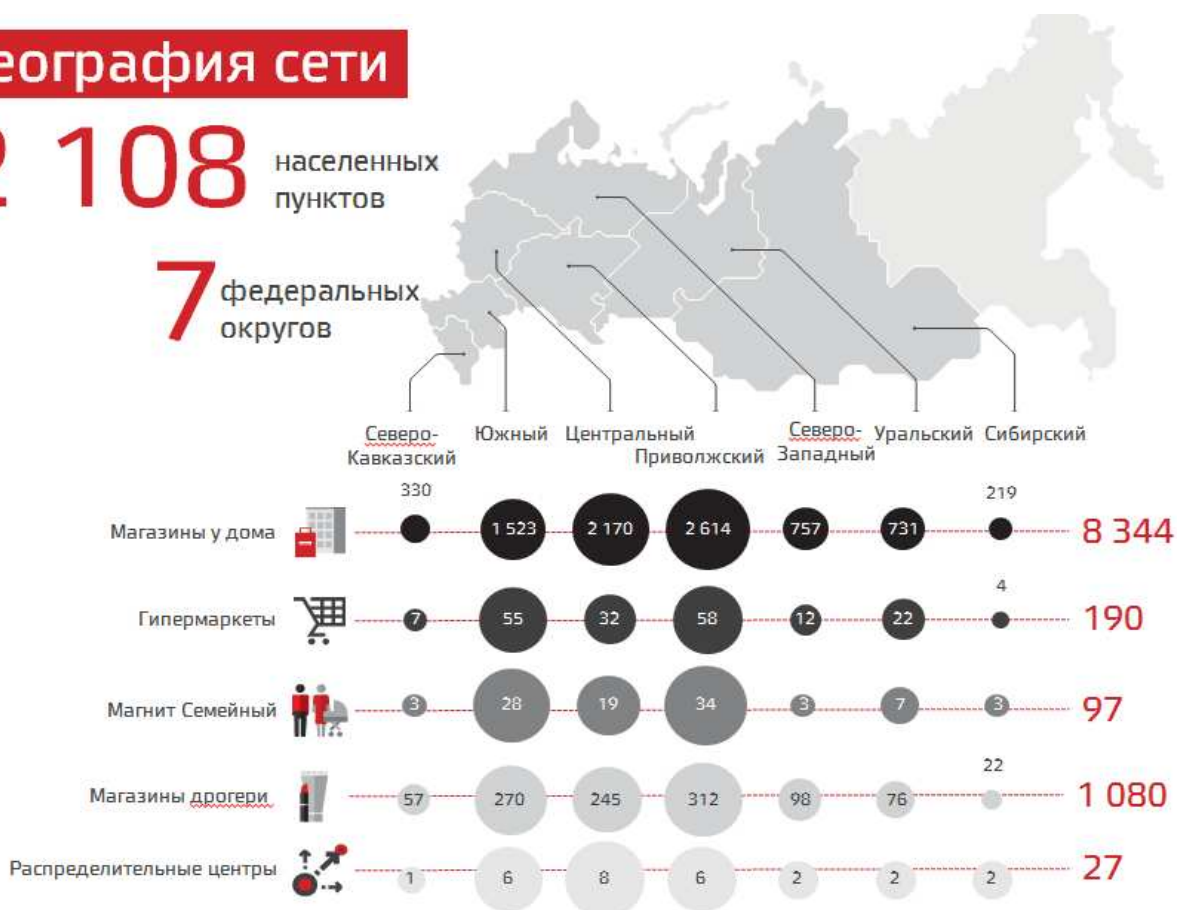 еография сети
2 108
населенных
пунктов
7
федеральных
округов
Северо-
Кавказский
Южный
Центральный
Приволжский
Северо-
Западный
Уральский
Сибирский
Магазины у дома
330
1 523
2 170
2 614
757
731
219
8 344
Гипермаркеты
7
55
32
58
12
22
4
190
Магнит Семейный
3
28
19
34
3
7
3
97
Магазины дрогери
57
270
245
312
98
76
22
1 080
Распределительные центры
1
6
8
6
2
2
2
27